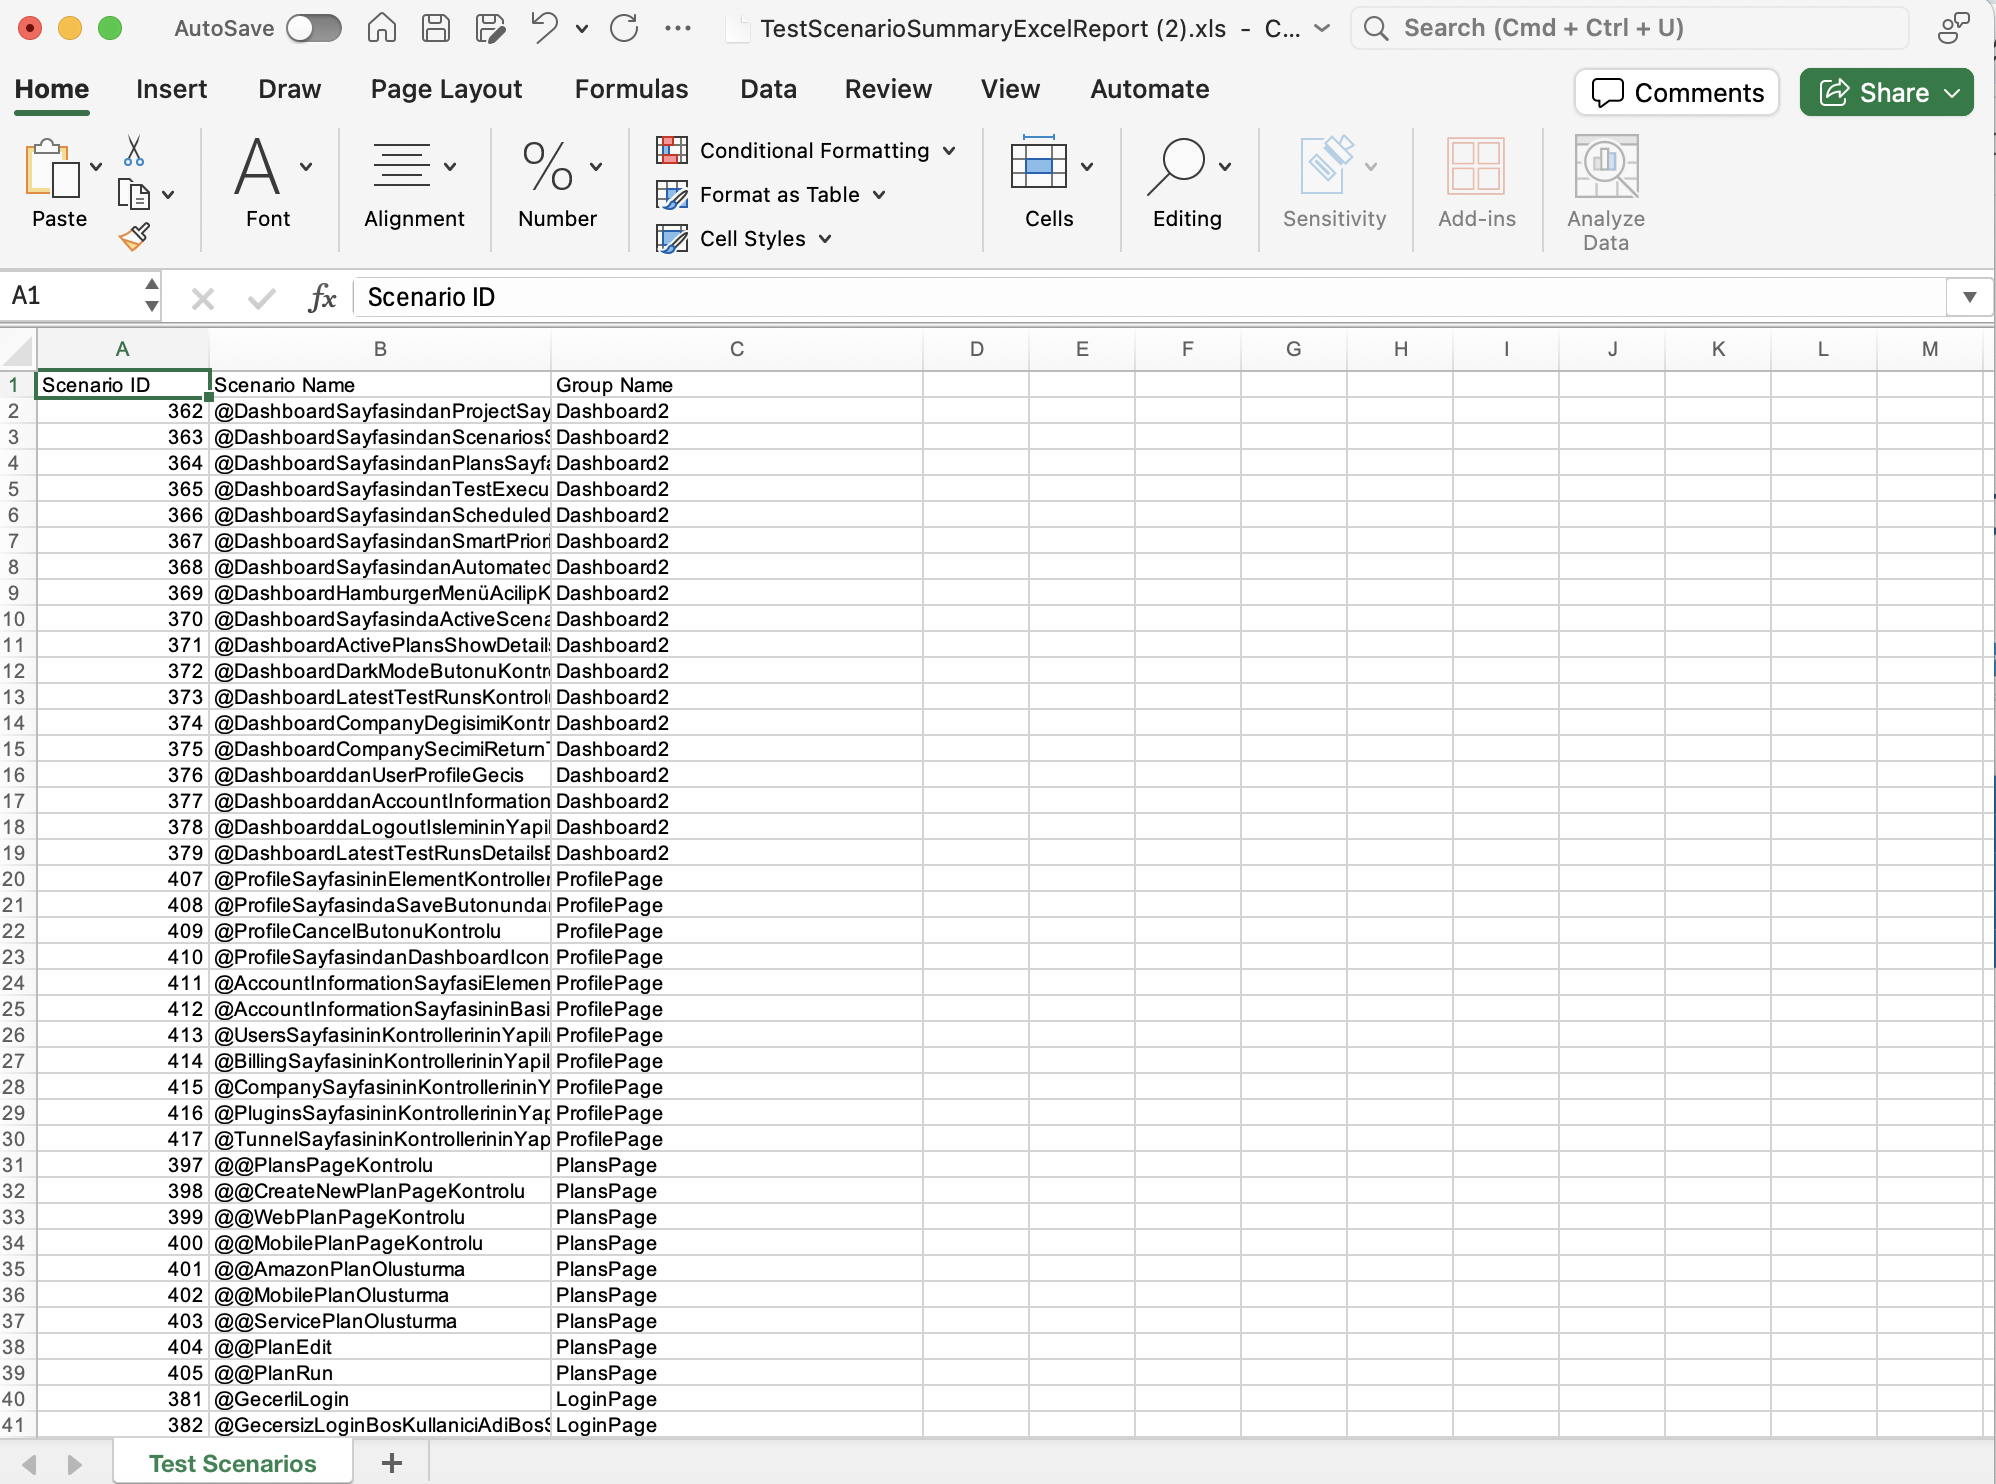 AutoSave
TestScenarioSummaryExcelReport (2).xls - C...
Search (Cmd + Ctrl + U)
Home Insert Draw Page Layout Formulas Data Review View Automate
Comments Share
Paste
Font
Alignment
Number
Conditional Formatting
Format as Table
Cell Styles
Cells
Editing
Sensitivity
Add-ins
Analyze
Data
A1 fx Scenario ID
A B C D E F G H I J K L M
1 Scenario ID Scenario Name Group Name
2 362 @DashboardSayfasindanProjectSay Dashboard2
3 363 @DashboardSayfasindanScenariosS Dashboard2
4 364 @DashboardSayfasindanPlansSayfa Dashboard2
5 365 @DashboardSayfasindanTestExecu Dashboard2
6 366 @DashboardSayfasindanScheduled Dashboard2
7 367 @DashboardSayfasindanSmartPriori Dashboard2
8 368 @DashboardSayfasindanAutomated Dashboard2
9 369 @DashboardHamburgerMenüAcilipK Dashboard2
10 370 @DashboardSayfasindaActiveScena Dashboard2
11 371 @DashboardActivePlansShowDetails Dashboard2
12 372 @DashboardDarkModeButonuKontro Dashboard2
13 373 @DashboardLatestTestRunsKontrolu Dashboard2
14 374 @DashboardCompanyDegisimiKontr Dashboard2
15 375 @DashboardCompanySecimiReturnT Dashboard2
16 376 @DashboarddanUserProfileGecis Dashboard2
17 377 @DashboarddanAccountInformation Dashboard2
18 378 @DashboarddaLogoutIslemininYapil Dashboard2
19 379 @DashboardLatestTestRunsDetailsB Dashboard2
20 407 @ProfileSayfasininElementKontroller ProfilePage
21 408 @ProfileSayfasindaSaveButonundan ProfilePage
22 409 @ProfileCancelButonuKontrolu ProfilePage
23 410 @ProfileSayfasindanDashboardIcon ProfilePage
24 411 @AccountInformationSayfasiElemen ProfilePage
25 412 @AccountInformationSayfasininBasi ProfilePage
26 413 @UsersSayfasininKontrollerininYapilr ProfilePage
27 414 @BillingSayfasininKontrollerininYapil ProfilePage
28 415 @CompanySayfasininKontrollerininY ProfilePage
29 416 @PluginsSayfasininKontrollerininYap ProfilePage
30 417 @TunnelSayfasininKontrollerininYap ProfilePage
31 397 @@PlansPageKontrolu PlansPage
32 398 @@CreateNewPlanPageKontrolu PlansPage
33 399 @@WebPlanPageKontrolu PlansPage
34 400 @@MobilePlanPageKontrolu PlansPage
35 401 @@AmazonPlanOlusturma PlansPage
36 402 @@MobilePlanOlusturma PlansPage
37 403 @@ServicePlanOlusturma PlansPage
38 404 @@PlanEdit PlansPage
39 405 @@PlanRun PlansPage
40 381 @GecerliLogin LoginPage
41 382 @GecersizLoginBosKullaniciAdiBosS LoginPage
Test Scenarios